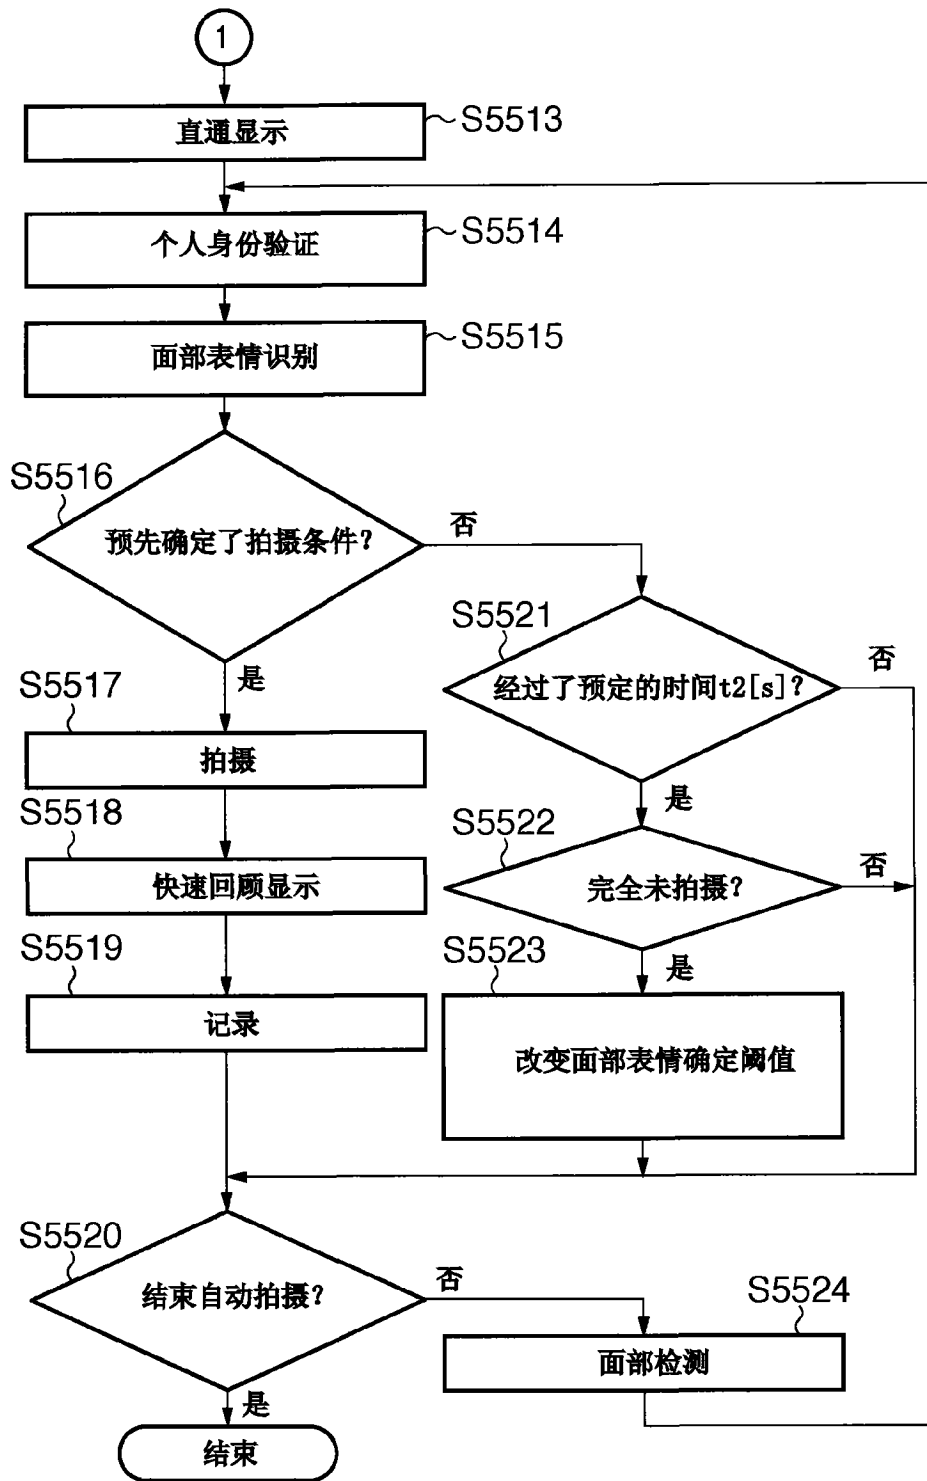 1
直通显示
S5513
个人身份验证
S5514
面部表情识别
S5515
S5516
预先确定了拍摄条件?
否
是
S5521
经过了预定的时间t2[s]?
否
是
S5517
拍摄
S5518
快速回顾显示
S5522
完全未拍摄?
否
是
S5519
记录
S5523
改变面部表情确定阈值
S5520
结束自动拍摄?
否
是
S5524
面部检测
结束